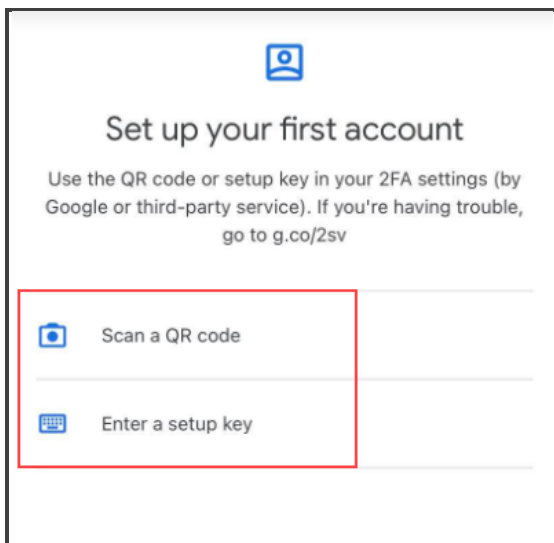 Set up your first account
Use the QR code or setup key in your 2FA settings (by
Google or third-party service). If you're having trouble,
go to g.co/2sv
Scan a QR code
Enter a setup key